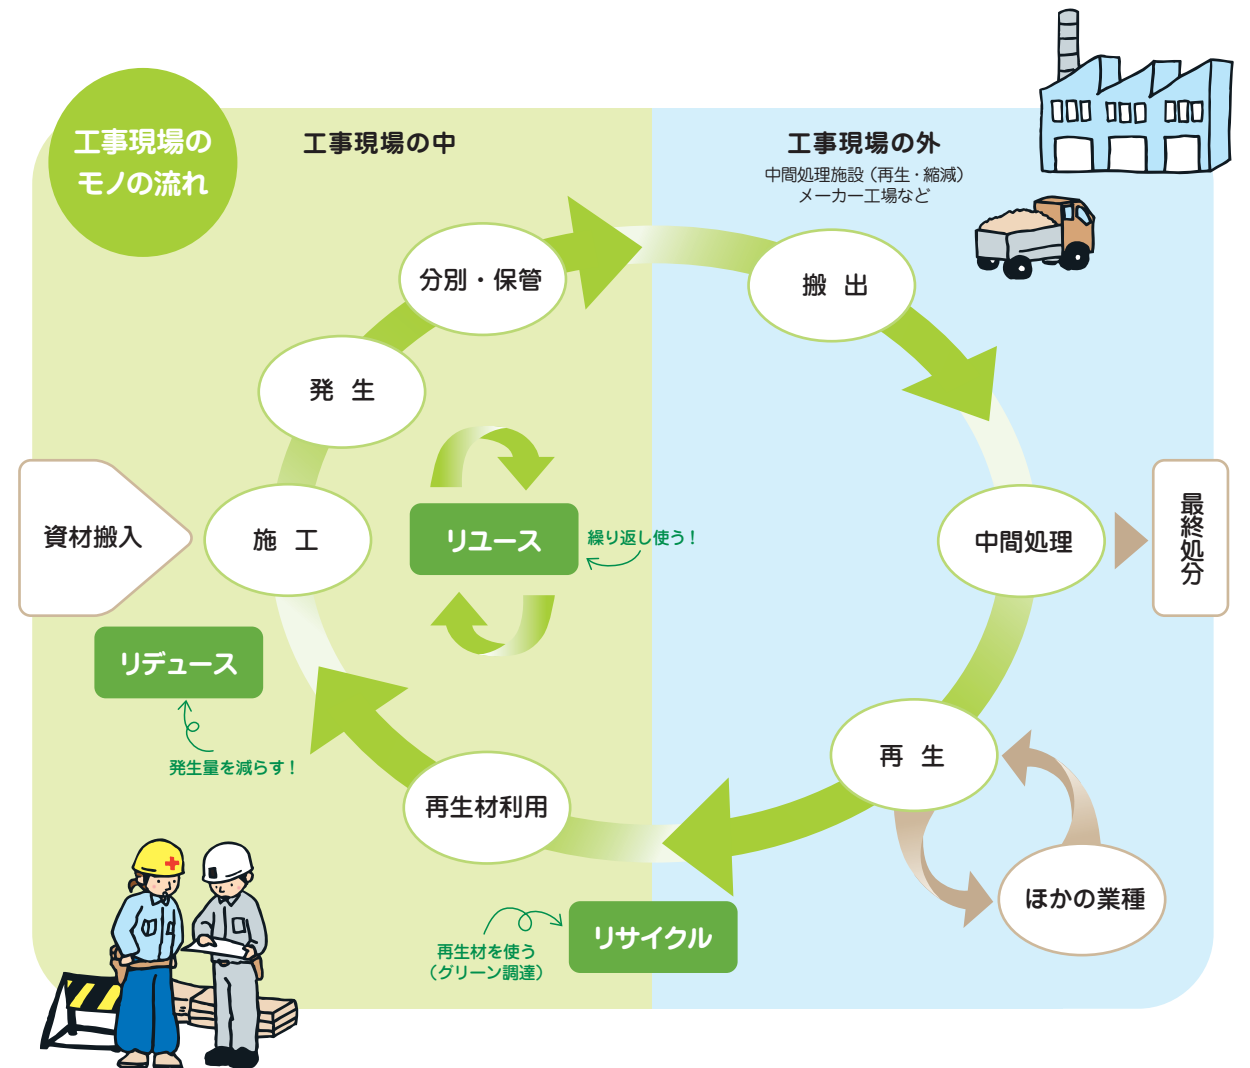 工事現場の
モノの流れ
工事現場の中
工事現場の外
中間処理施設（再生・縮減）
メーカー工場など
分別・保管
搬 出
発 生
資材搬入
施 工
リユース
繰り返し使う！
中間処理
最終処分
リデュース
発生量を減らす！
再生材利用
再 生
ほかの業種
リサイクル
再生材を使う
（グリーン調達）